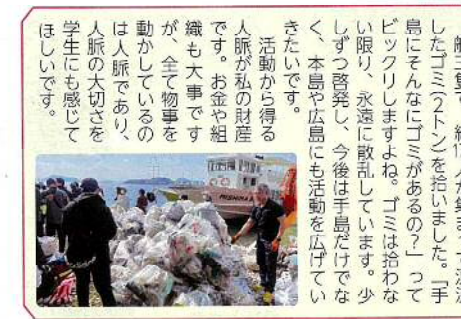 人が集まって漂流
したゴミ(2トン)を拾いました。「手
島にそんなにゴミがあるの?」って
ビックリしますよね。ゴミは拾わな
い限り、永遠に散乱しています。少
しずつ啓発し、今後は手島だけでな
く、本島や広島にも活動を広げてい
きたいです。
活動から得る
人脈が私の財産
です。お金や組
織も大事です
が、全て物事を
動かしているの
は人脈であり、
人脈の大切さを
学生にも感じて
ほしいです。